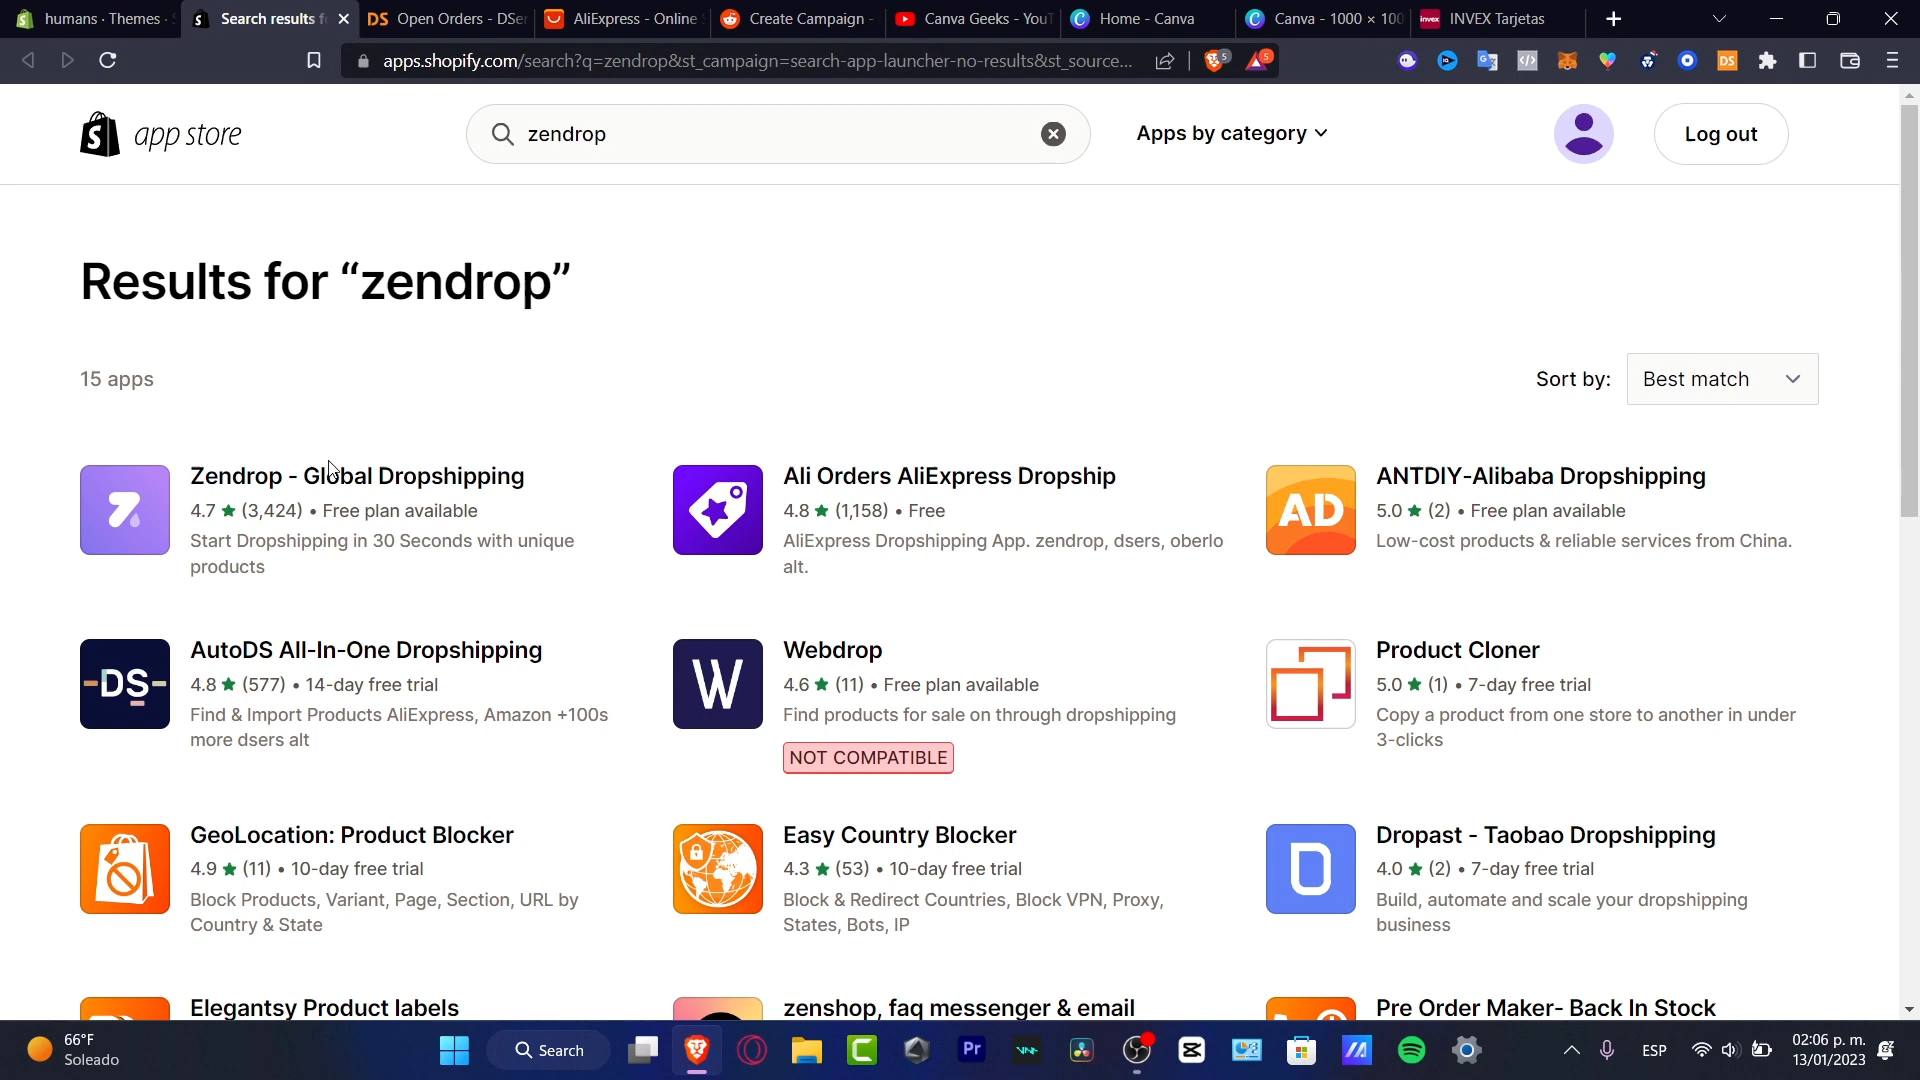 humans · Themes ·
Search results f
DS Open Orders - DSer
AliExpress - Online
Create Campaign -
Canva Geeks - YouT
Home - Canva
Canva - 1000 × 100
invex INVEX Tarjetas
apps.shopify.com/search?q=zendrop&st_campaign=search-app-launcher-no-results&st_source...
5
5
DS
app store
zendrop
Apps by category
Log out
Results for “zendrop”
15 apps
Sort by:
Best match
Zendrop - Global Dropshipping
4.7 ★ (3,424) • Free plan available
Start Dropshipping in 30 Seconds with unique
products
Ali Orders AliExpress Dropship
4.8 ★ (1,158) • Free
AliExpress Dropshipping App. zendrop, dsers, oberlo
alt.
AD
ANTDIY-Alibaba Dropshipping
5.0 ★ (2) • Free plan available
Low-cost products & reliable services from China.
-DS-
AutoDS All-In-One Dropshipping
4.8 ★ (577) • 14-day free trial
Find & Import Products AliExpress, Amazon +100s
more dsers alt
W
Webdrop
4.6 ★ (11) • Free plan available
Find products for sale on through dropshipping
NOT COMPATIBLE
Product Cloner
5.0 ★ (1) • 7-day free trial
Copy a product from one store to another in under
3-clicks
GeoLocation: Product Blocker
4.9 ★ (11) • 10-day free trial
Block Products, Variant, Page, Section, URL by
Country & State
Easy Country Blocker
4.3 ★ (53) • 10-day free trial
Block & Redirect Countries, Block VPN, Proxy,
States, Bots, IP
D
Dropast - Taobao Dropshipping
4.0 ★ (2) • 7-day free trial
Build, automate and scale your dropshipping
business
Elegantsy Product labels
zenshop, faq messenger & email
Pre Order Maker- Back In Stock
66°F
Soleado
Search
Pr
ESP
02:06 p. m.
13/01/2023